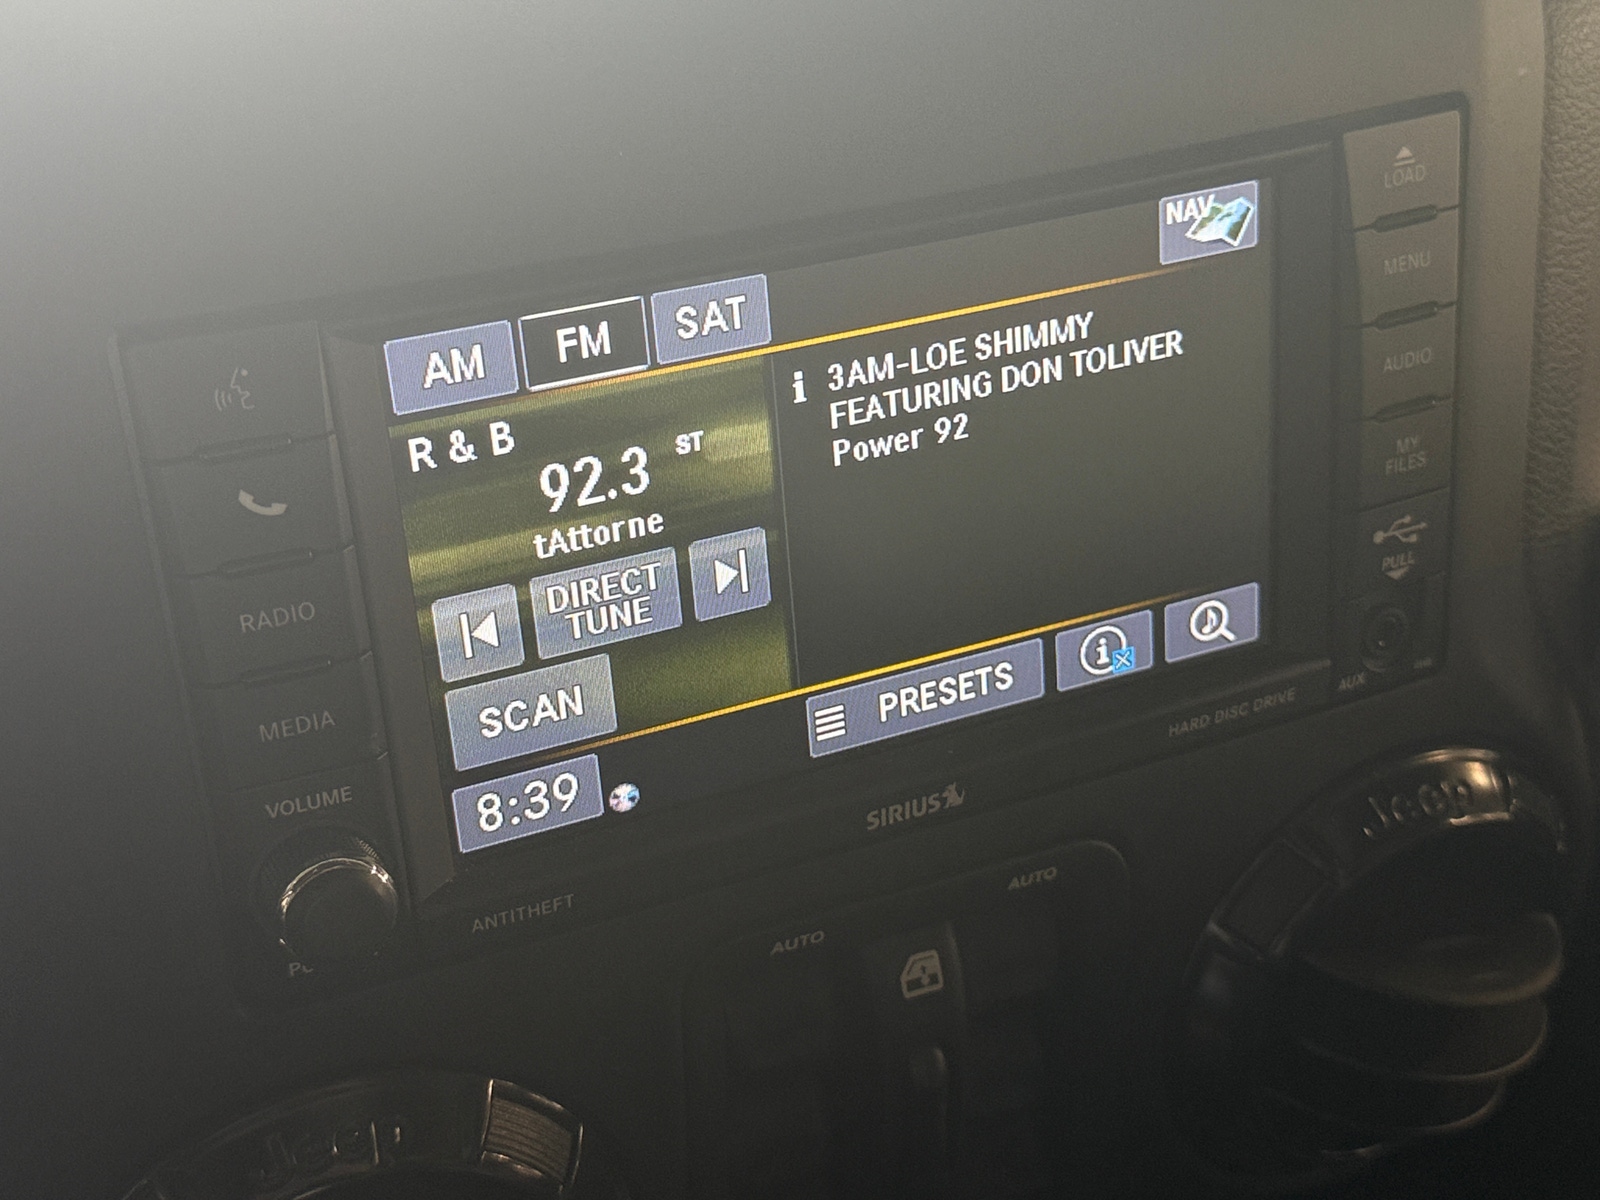 LOAD
NAV
MENU
AM
FM
SAT
3AM-LOE SHIMMY
FEATURING DON TOLIVER
Power 92
AUDIO
R & B
92.3 ST
tAttorne
MY
FILES
DIRECT
TUNE
PULL
RADIO
SCAN
PRESETS
MEDIA
8:39
HARD DISC DRIVE
AUX
VOLUME
SIRIUS
Jeep
ANTITHEFT
AUTO
AUTO
Jeep